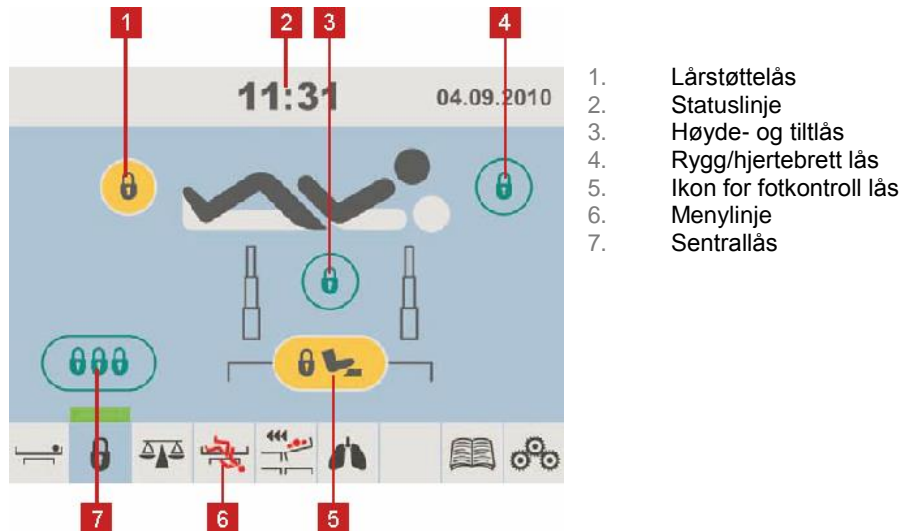 1
2
3
4
11:31
04.09.2010
7
6
5
1. Lårstøttelås
2. Statuslinje
3. Høyde- og tiltlås
4. Rygg/hjertebrett lås
5. Ikon for fotkontroll lås
6. Menylinje
7. Sentrallås